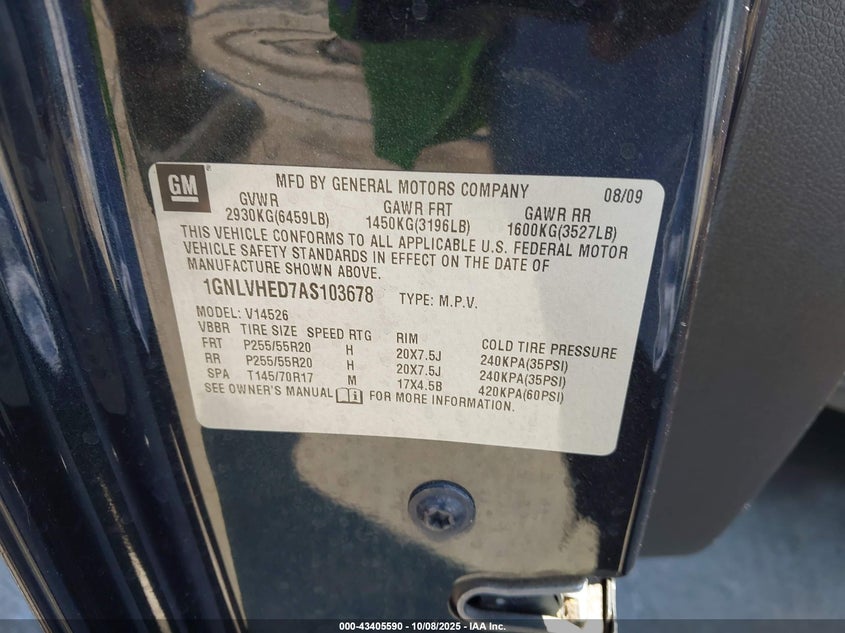 GM
MFD BY GENERAL MOTORS COMPANY 08/09
GVWR GAWR FRT GAWR RR
2930KG(6459LB) 1450KG(3196LB) 1600KG(3527LB)
THIS VEHICLE CONFORMS TO ALL APPLICABLE U.S. FEDERAL MOTOR
VEHICLE SAFETY STANDARDS IN EFFECT ON THE DATE OF
MANUFACTURE SHOWN ABOVE.
1GNLVHED7AS103678 TYPE: M.P.V.
MODEL: V14526
VBBR TIRE SIZE SPEED RTG RIM COLD TIRE PRESSURE
FRT P255/55R20 H 20X7.5J 240KPA(35PSI)
RR P255/55R20 H 20X7.5J 240KPA(35PSI)
SPA T145/70R17 M 17X4.5B 420KPA(60PSI)
SEE OWNER'S MANUAL FOR MORE INFORMATION.
000-43405590 - 10/08/2025 - IAA Inc.